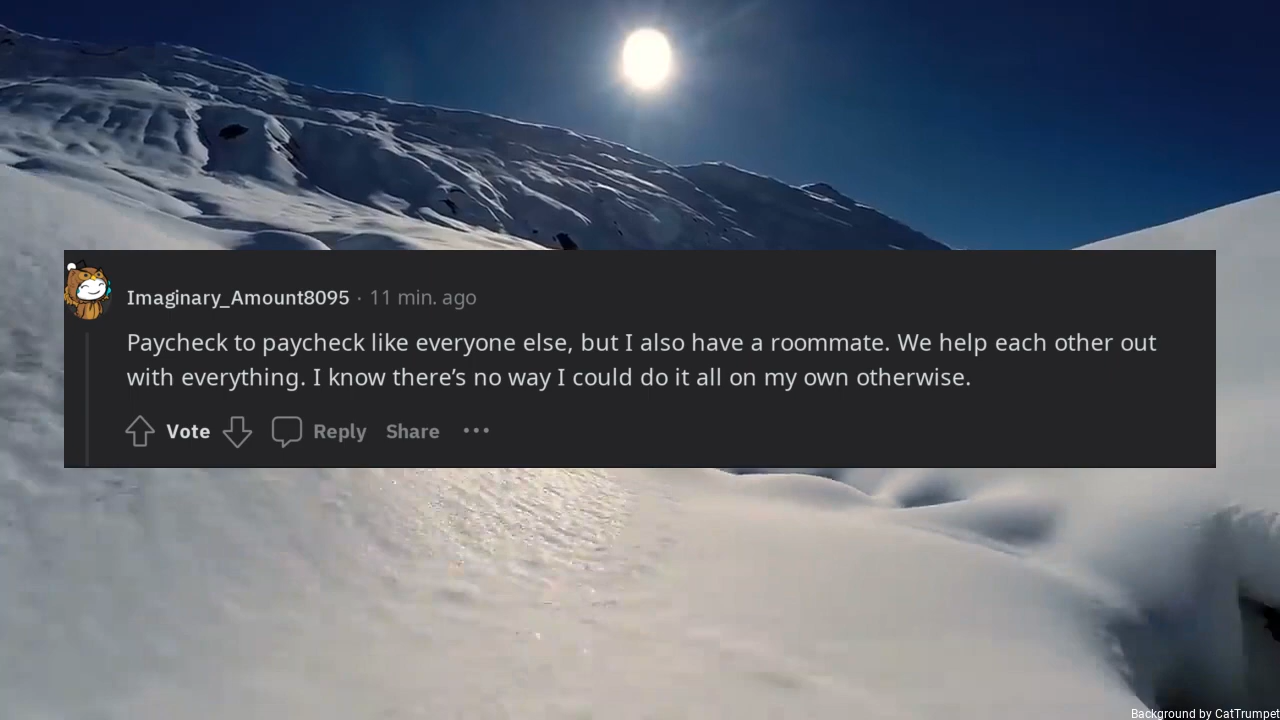 Imaginary_Amount8095 · 11 min. ago
Paycheck to paycheck like everyone else, but I also have a roommate. We help each other out
with everything. I know there’s no way I could do it all on my own otherwise.
Vote Reply Share ···
Background by CatTrumpet